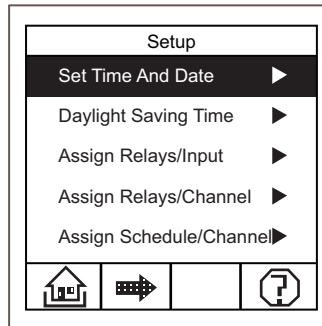 Setup
Set Time And Date
Daylight Saving Time
Assign Relays/Input
Assign Relays/Channel
Assign Schedule/Channel
?